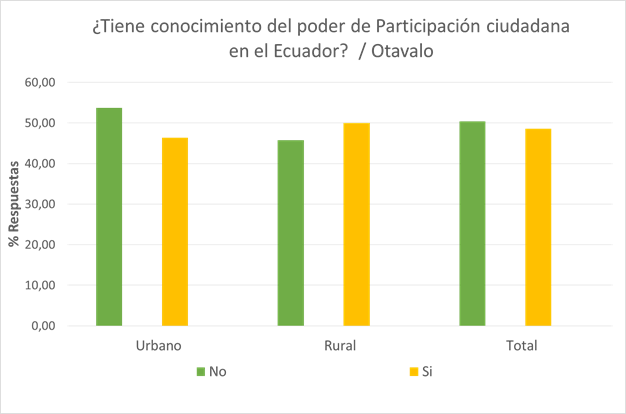 ¿Tiene conocimiento del poder de Participación ciudadana
en el Ecuador? / Otavalo
60,00
50,00
40,00
30,00
20,00
10,00
0,00
% Respuestas
Urbano Rural Total
No Si